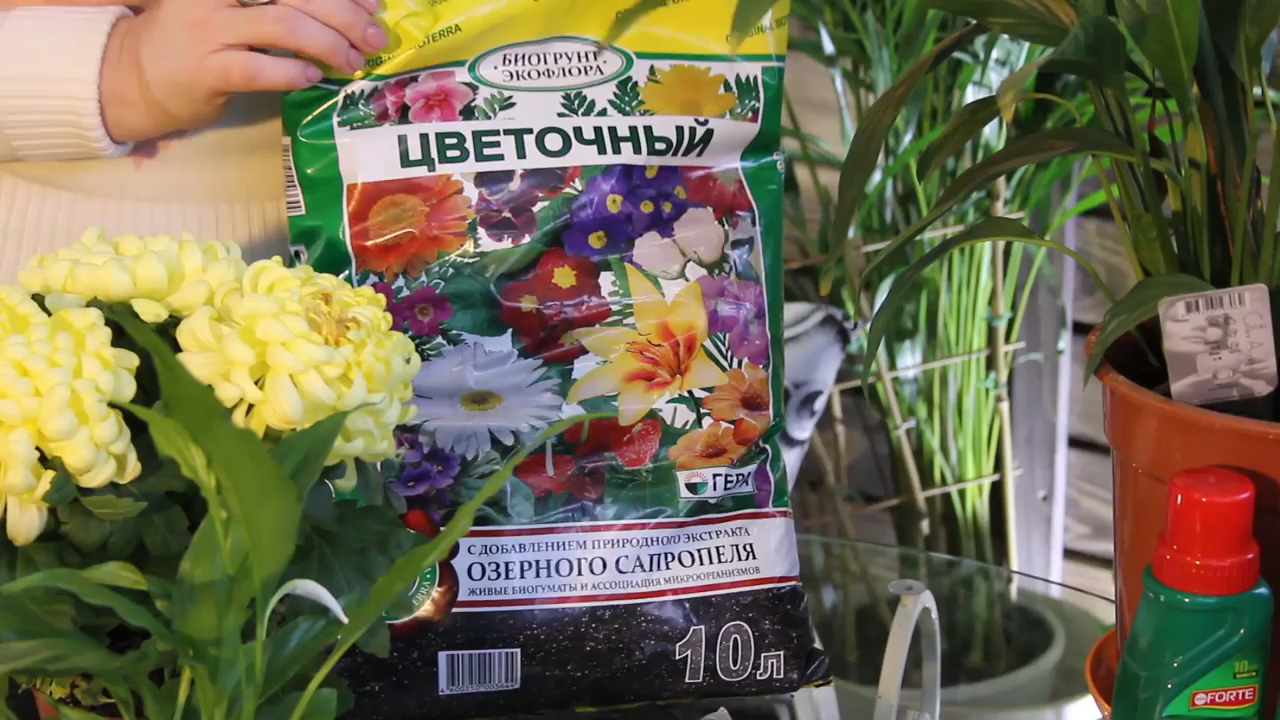 БИОГРУНТ
ЭКОФЛОРА
ЦВЕТОЧНЫЙ
ГЕРА
С ДОБАВЛЕНИЕМ ПРИРОДНОГО ЭКСТРАКТА
ОЗЕРНОГО САПРОПЕЛЯ
ЖИВЫЕ БИОГУМАТЫ И АССОЦИАЦИЯ МИКРООРГАНИЗМОВ
10л
FORTE